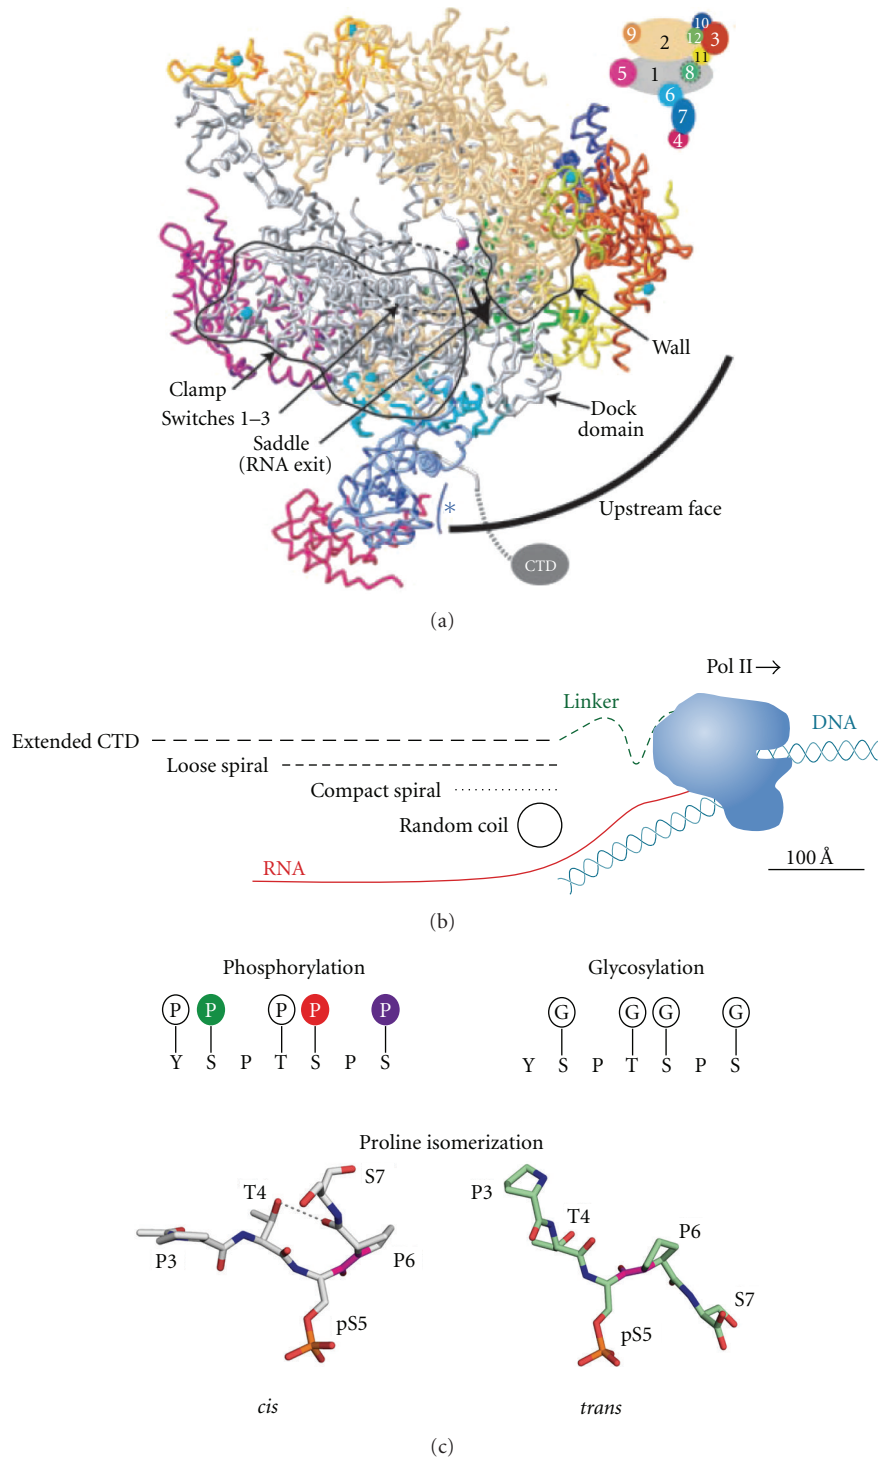 10
9
2
12
3
11
5
1
8
6
7
4
Wall
Clamp
Switches 1–3
Saddle
(RNA exit)
Dock
domain
*
Upstream face
CTD
(a)
Pol II
Linker
DNA
Extended CTD
Loose spiral
Compact spiral
Random coil
100 Å
RNA
(b)
Phosphorylation
P P P P P
Y S P T S P S
Glycosylation
G G G G
Y S P T S P S
Proline isomerization
S7
T4
P3
P6
pS5
cis
P3
T4
P6
S7
pS5
trans
(c)